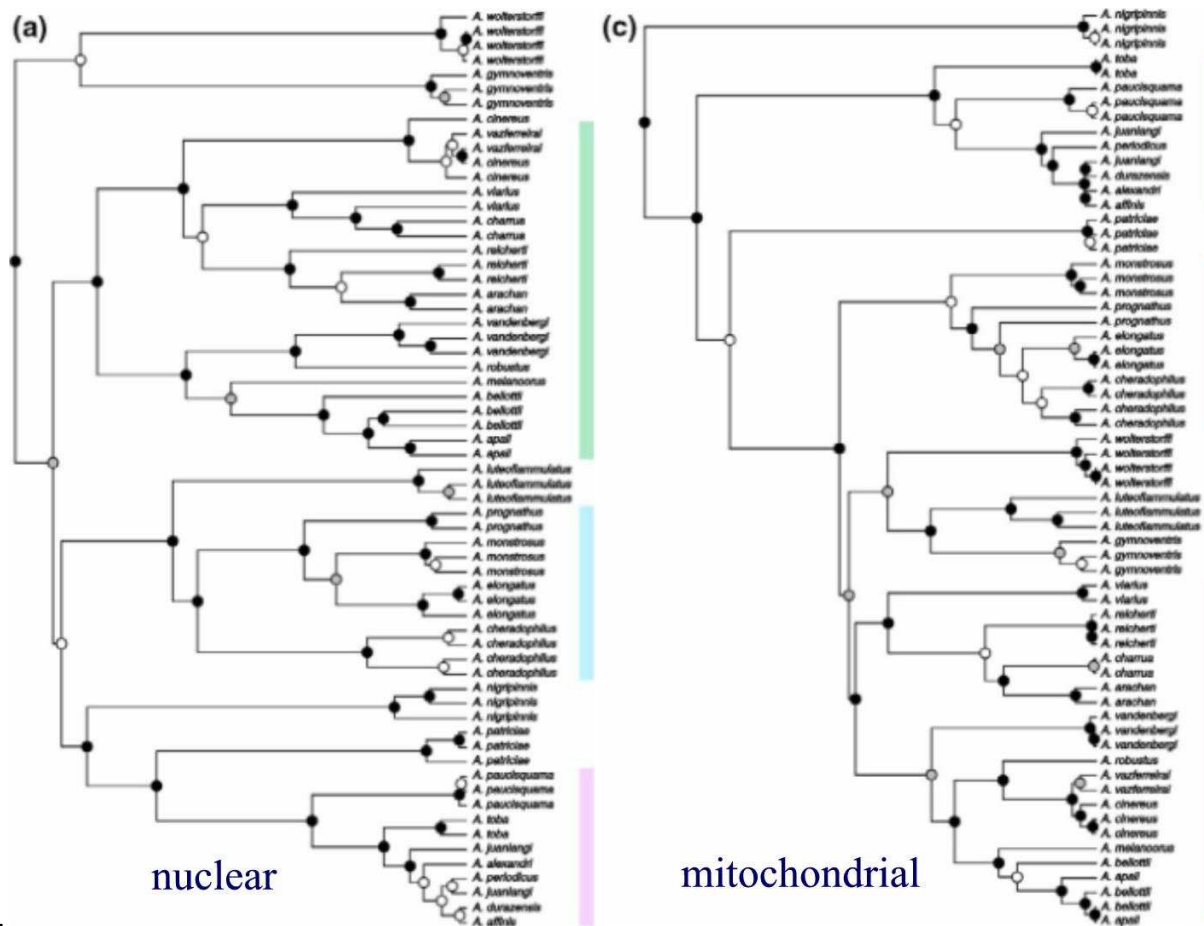 (a)
A. wolterstorffi
A. wolterstorffi
A. wolterstorffi
A. wolterstorffi
A. gymnoventris
A. gymnoventris
A. gymnoventris
A. cinereus
A. vazferreirai
A. vazferreirai
A. cinereus
A. cinereus
A. viarius
A. viarius
A. charrua
A. charrua
A. reicherti
A. reicherti
A. reicherti
A. arachan
A. arachan
A. vandenbergi
A. vandenbergi
A. vandenbergi
A. robustus
A. melanoorus
A. bellottii
A. bellottii
A. bellottii
A. apaii
A. apaii
A. luteoflammulatus
A. luteoflammulatus
A. luteoflammulatus
A. prognathus
A. prognathus
A. monstrosus
A. monstrosus
A. monstrosus
A. elongatus
A. elongatus
A. elongatus
A. cheradophilus
A. cheradophilus
A. cheradophilus
A. cheradophilus
A. nigripinnis
A. nigripinnis
A. nigripinnis
A. patriciae
A. patriciae
A. patriciae
A. paucisquama
A. paucisquama
A. paucisquama
A. toba
A. toba
A. juanlangi
A. alexandri
A. periodicus
A. juanlangi
A. durazensis
A. affinis
nuclear
(c)
A. nigripinnis
A. nigripinnis
A. nigripinnis
A. toba
A. toba
A. paucisquama
A. paucisquama
A. paucisquama
A. juanlangi
A. periodicus
A. juanlangi
A. durazensis
A. alexandri
A. affinis
A. patriciae
A. patriciae
A. patriciae
A. monstrosus
A. monstrosus
A. monstrosus
A. prognathus
A. prognathus
A. elongatus
A. elongatus
A. elongatus
A. cheradophilus
A. cheradophilus
A. cheradophilus
A. cheradophilus
A. wolterstorffi
A. wolterstorffi
A. wolterstorffi
A. wolterstorffi
A. luteoflammulatus
A. luteoflammulatus
A. luteoflammulatus
A. gymnoventris
A. gymnoventris
A. gymnoventris
A. viarius
A. viarius
A. reicherti
A. reicherti
A. reicherti
A. charrua
A. charrua
A. arachan
A. arachan
A. vandenbergi
A. vandenbergi
A. vandenbergi
A. robustus
A. vazferreirai
A. vazferreirai
A. cinereus
A. cinereus
A. cinereus
A. melanoorus
A. bellottii
A. apaii
A. bellottii
A. bellottii
A. apaii
mitochondrial